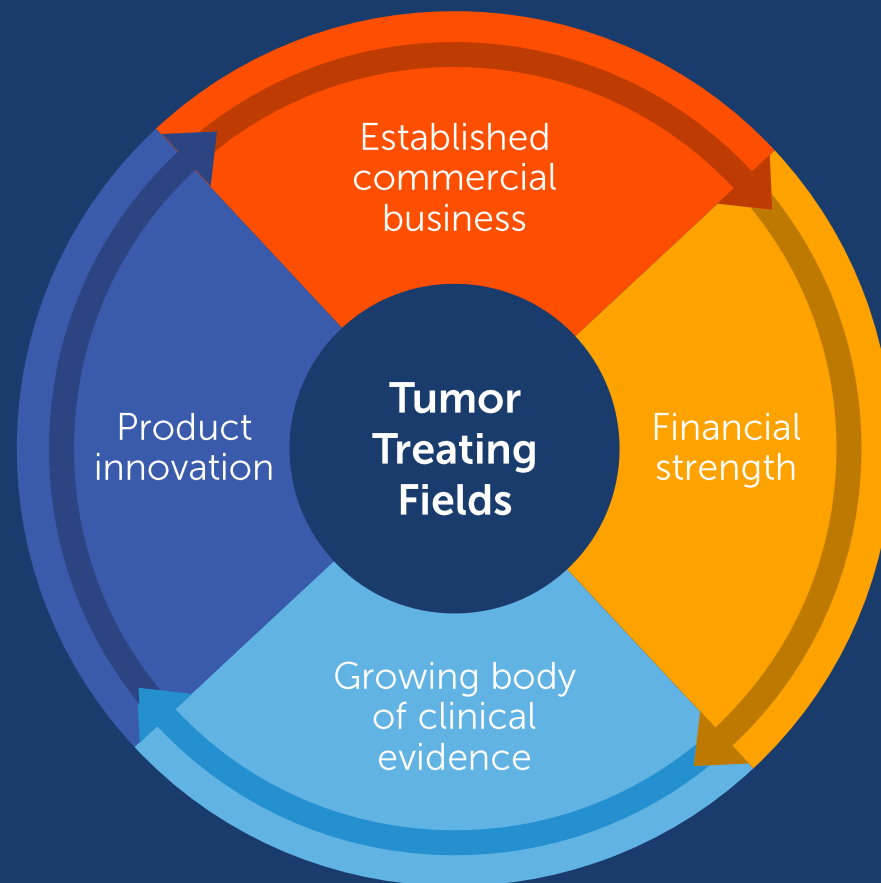 Established
commercial
business
Tumor
Treating
Fields
Product
innovation
Financial
strength
Growing body
of clinical
evidence